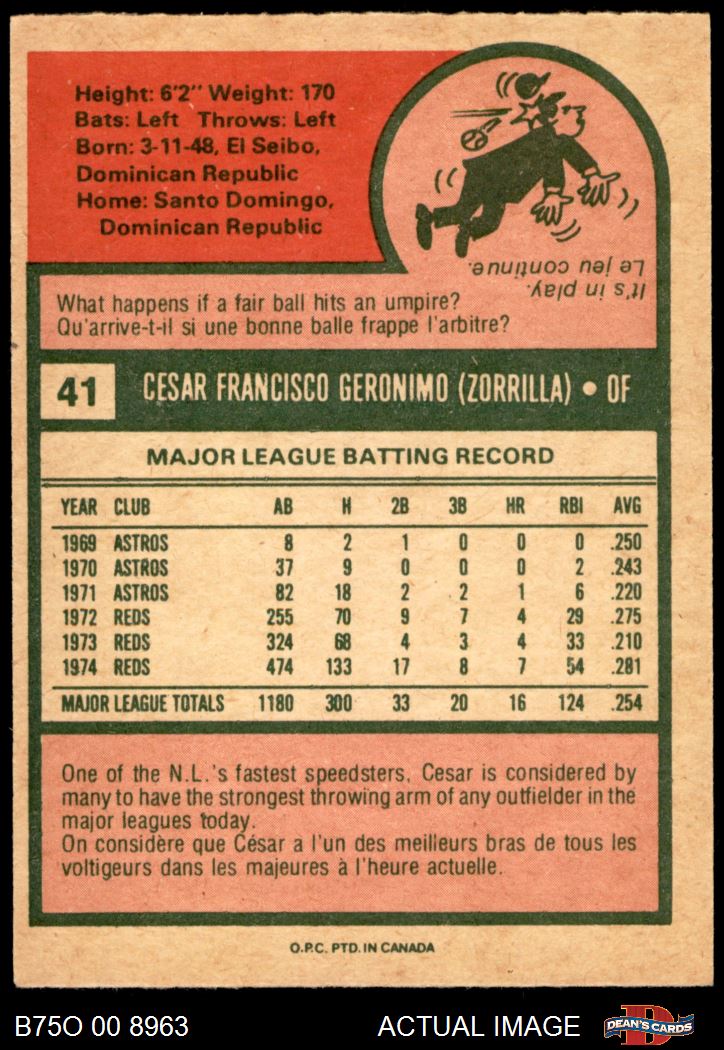 Height: 6'2" Weight: 170
Bats: Left Throws: Left
Born: 3-11-48, El Seibo,
Dominican Republic
Home: Santo Domingo,
Dominican Republic
What happens if a fair ball hits an umpire?
Qu'arrive-t-il si une bonne balle frappe l'arbitre?
It's in play.
Le jeu continue.
41 CESAR FRANCISCO GERONIMO (ZORRILLA) • OF
MAJOR LEAGUE BATTING RECORD
YEAR CLUB AB H 2B 3B HR RBI AVG
1969 ASTROS 8 2 1 0 0 0 .250
1970 ASTROS 37 9 0 0 0 2 .243
1971 ASTROS 82 18 2 2 1 6 .220
1972 REDS 255 70 9 7 4 29 .275
1973 REDS 324 68 4 3 4 33 .210
1974 REDS 474 133 17 8 7 54 .281
MAJOR LEAGUE TOTALS 1180 300 33 20 16 124 .254
One of the N.L.'s fastest speedsters, Cesar is considered by
many to have the strongest throwing arm of any outfielder in the
major leagues today.
On considère que César a l'un des meilleurs bras de tous les
voltigeurs dans les majeures à l'heure actuelle.
O.P.C. PTD. IN CANADA
B75O 00 8963
ACTUAL IMAGE
D
DEAN'S CARDS